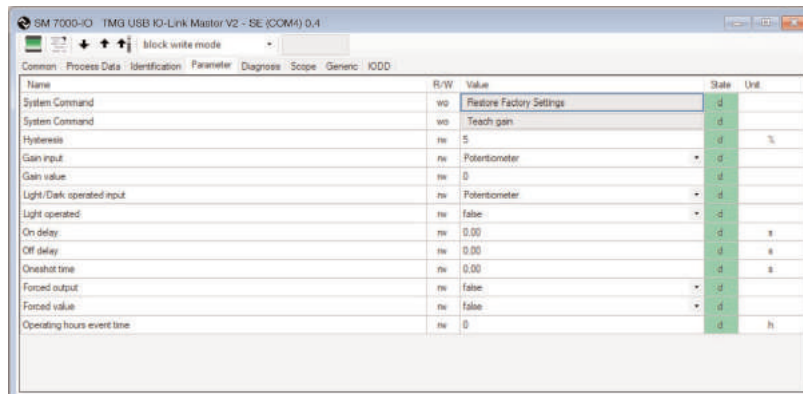 SM 7000-IO TMG USB IO-Link Master V2 - SE (COM4) 0.4
block write mode
Common Process Data Identification Parameter Diagnosis Scope Generic IODD
Name R/W Value State Unit
System Command wo Restore Factory Settings d
System Command wo Teach gain d
Hysteresis rw 5 d %
Gain input rw Potentiometer d
Gain value rw 0 d
Light/Dark operated input rw Potentiometer d
Light operated rw false d
On delay rw 0.00 d s
Off delay rw 0.00 d s
Oneshot time rw 0.00 d s
Forced output rw false d
Forced value rw false d
Operating hours event time rw 0 d h